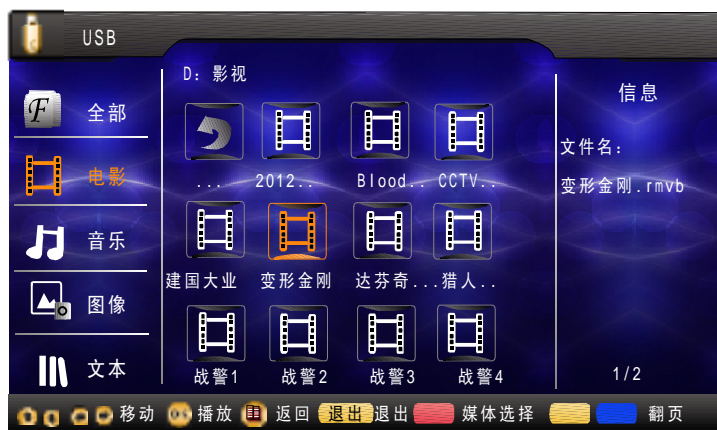 USB
D: 影视
全部
电影
音乐
图像
文本
... 2012.. Blood.. CCTV..
建国大业 变形金刚 达芬奇... 猎人..
战警1 战警2 战警3 战警4
信息
文件名:
变形金刚.rmvb
1/2
移动 播放 返回 退出 退出 媒体选择 翻页